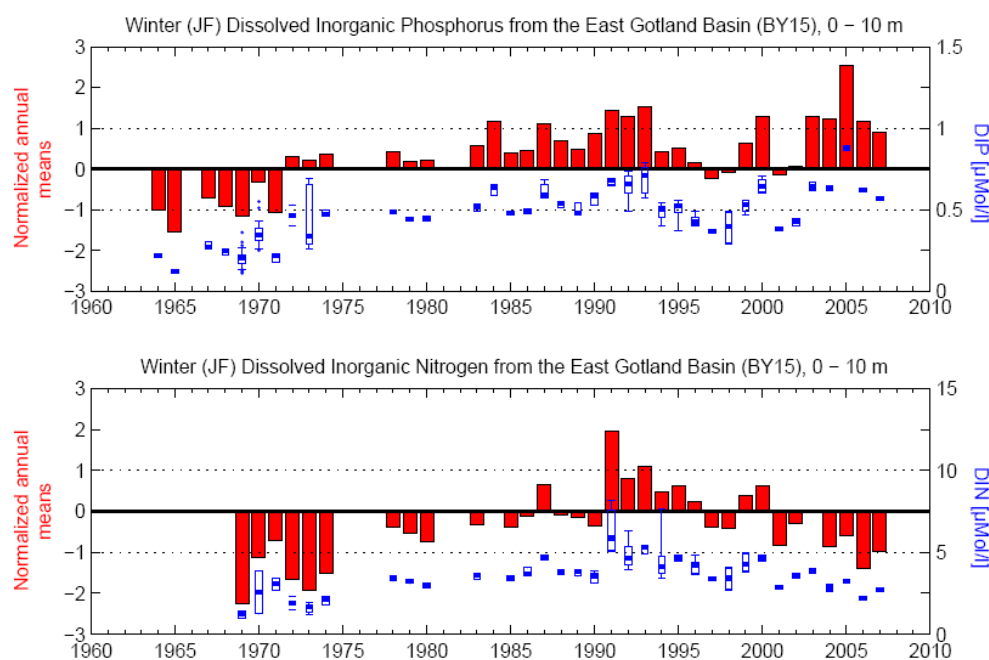 Winter (JF) Dissolved Inorganic Phosphorus from the East Gotland Basin (BY15), 0 − 10 m
Normalized annual
means
3
2
1
0
−1
−2
−3
1.5
1
0.5
0
DIP [µMol/l]
1960 1965 1970 1975 1980 1985 1990 1995 2000 2005 2010
Winter (JF) Dissolved Inorganic Nitrogen from the East Gotland Basin (BY15), 0 − 10 m
Normalized annual
means
3
2
1
0
−1
−2
−3
15
10
5
0
DIN [µMol/l]
1960 1965 1970 1975 1980 1985 1990 1995 2000 2005 2010